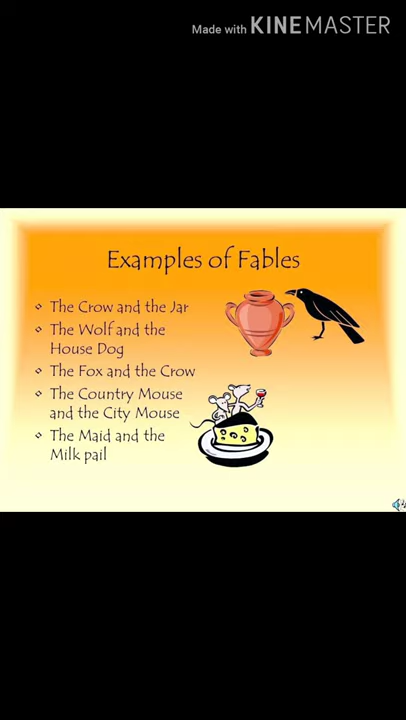 Made with KINEMASTER
Examples of Fables
The Crow and the Jar
The Wolf and the
House Dog
The Fox and the Crow
The Country Mouse
and the City Mouse
The Maid and the
Milk pail